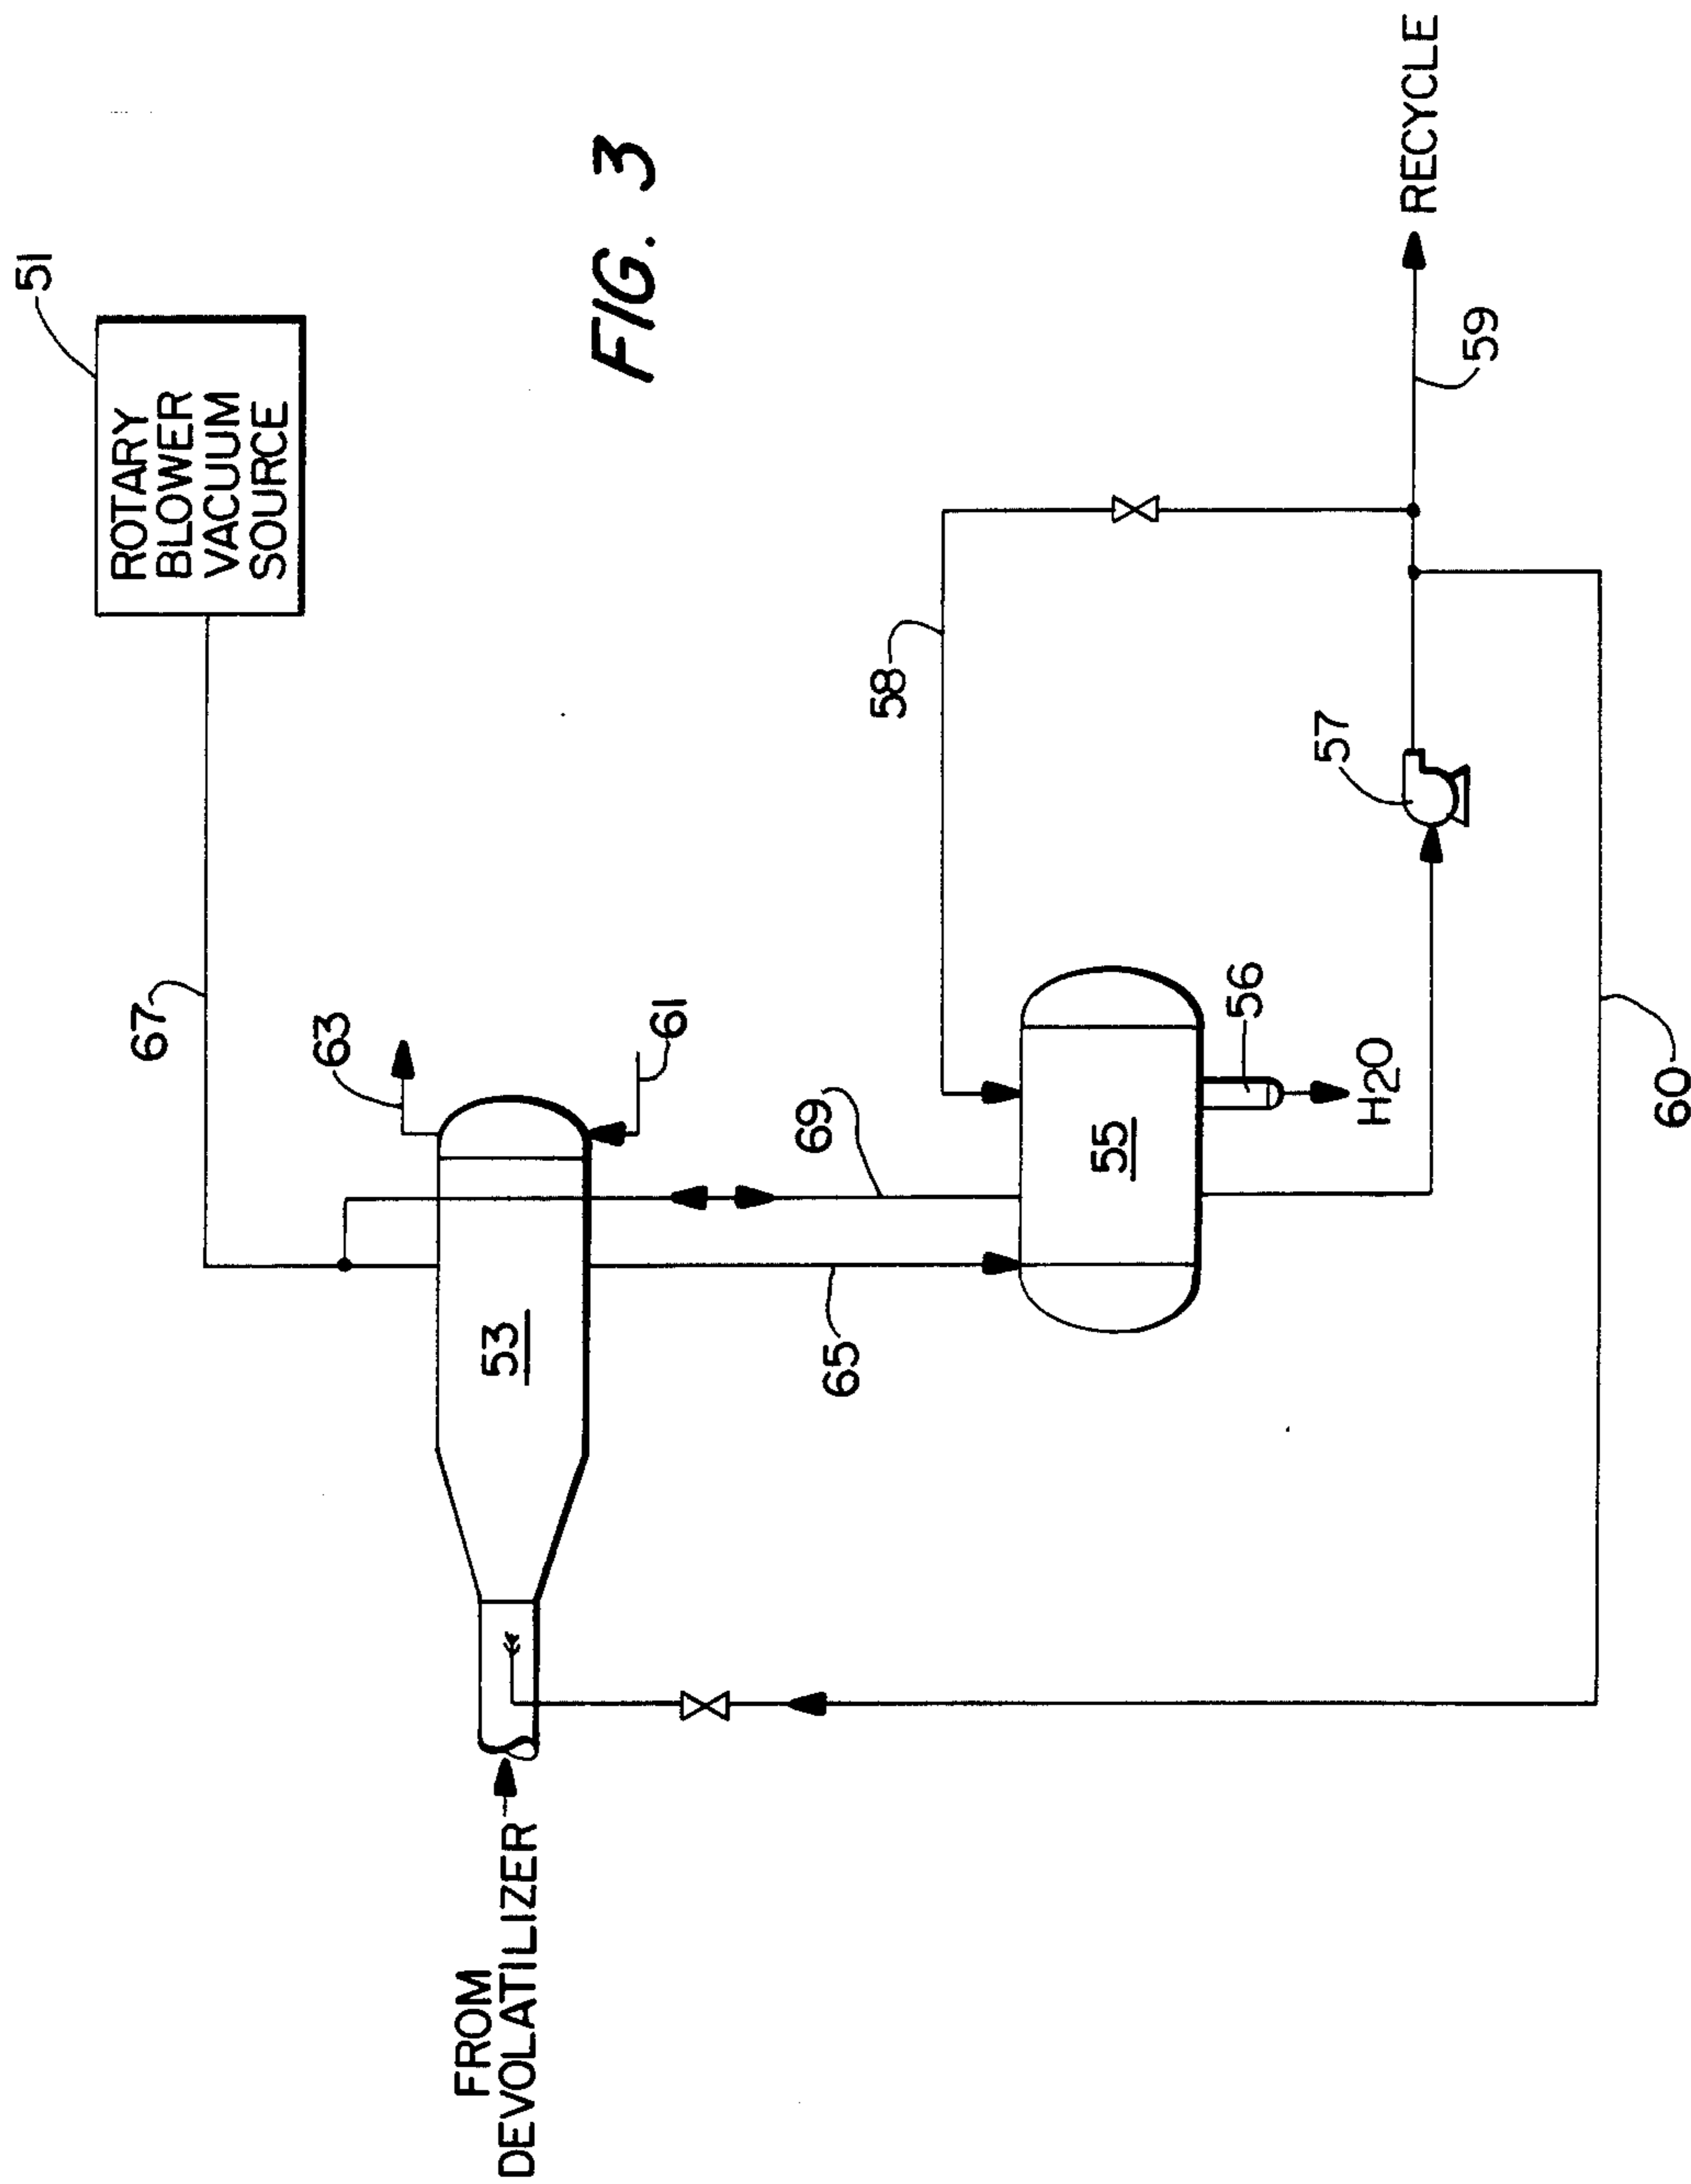 51
ROTARY
BLOWER
VACUUM
SOURCE
67
63
61
53
69
65
58
55
56
H2O
57
59
RECYCLE
60
FROM
DEVOLATILIZER
FIG. 3